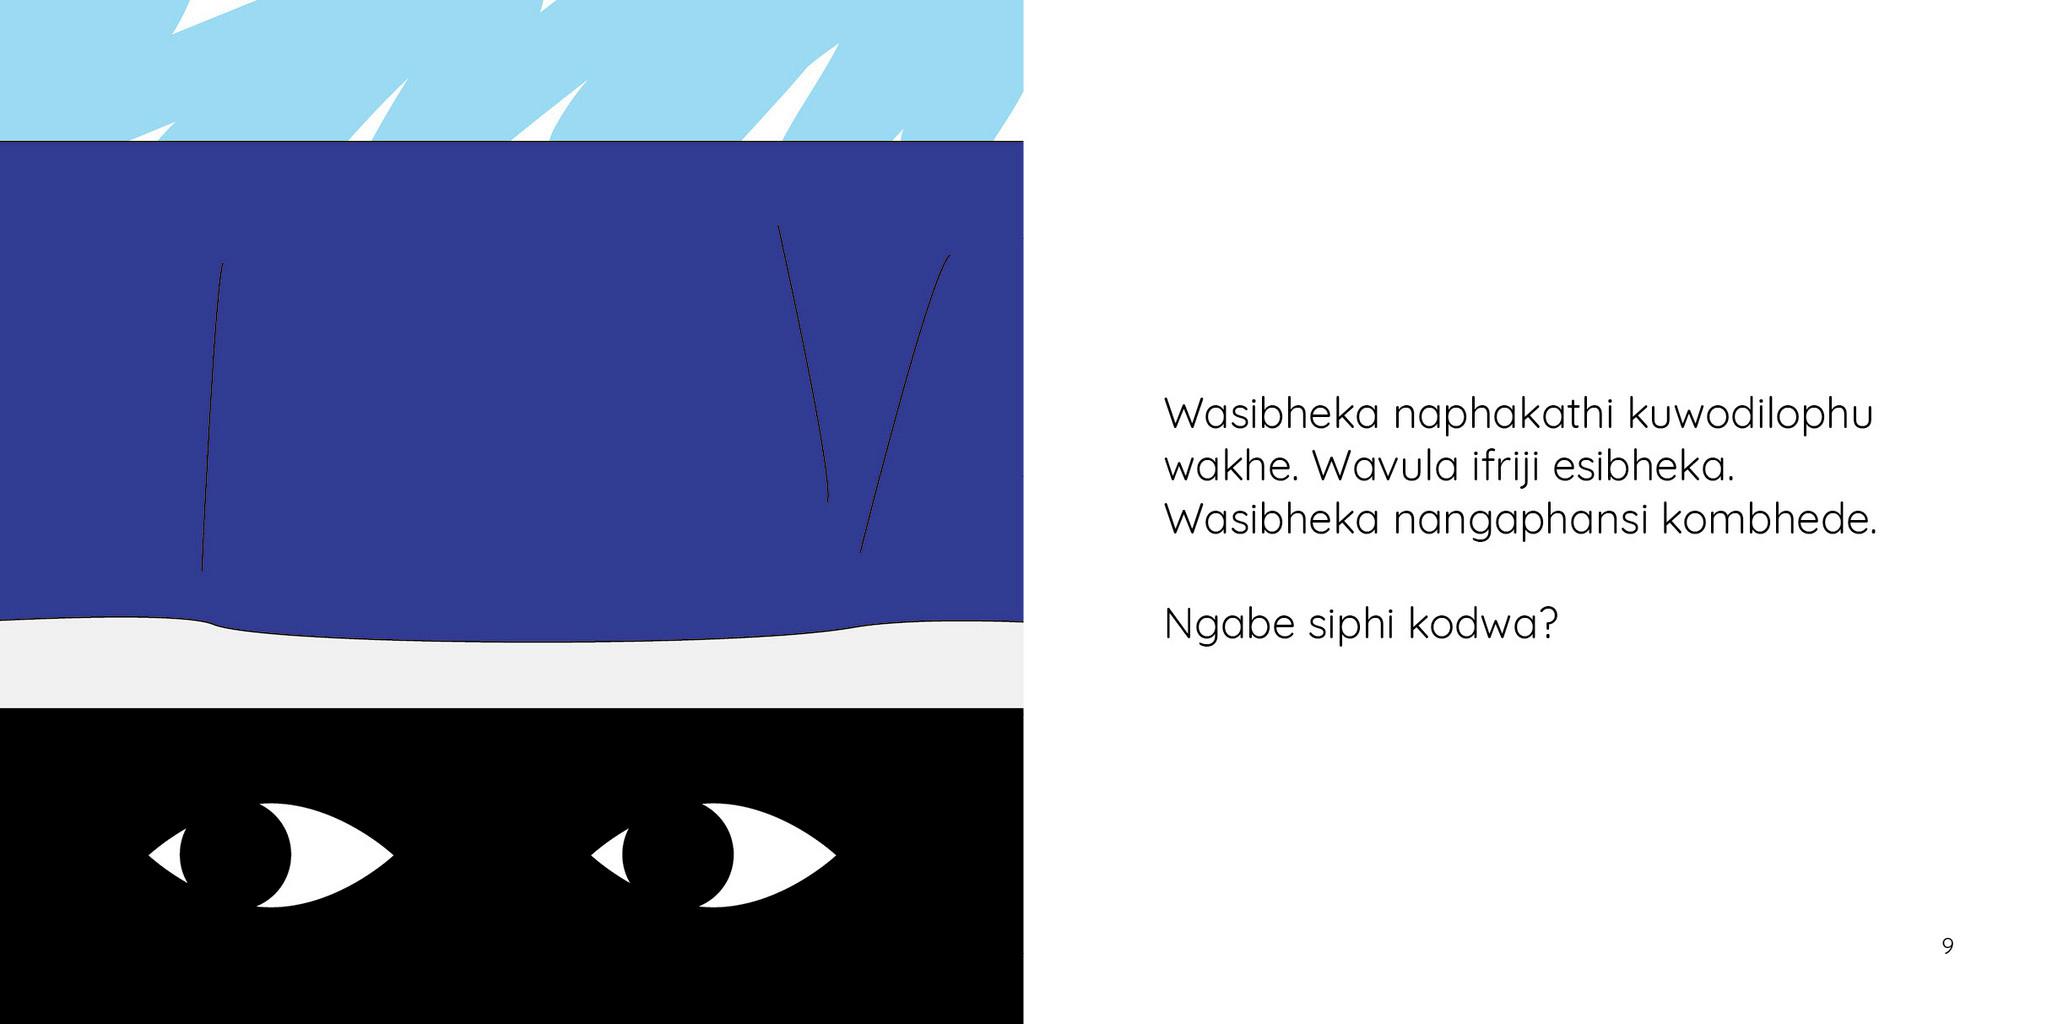 Wasibheka naphakathi kuwodilophu
wakhe. Wavula ifriji esibheka.
Wasibheka nangaphansi kombhede.
Ngabe siphi kodwa?
9